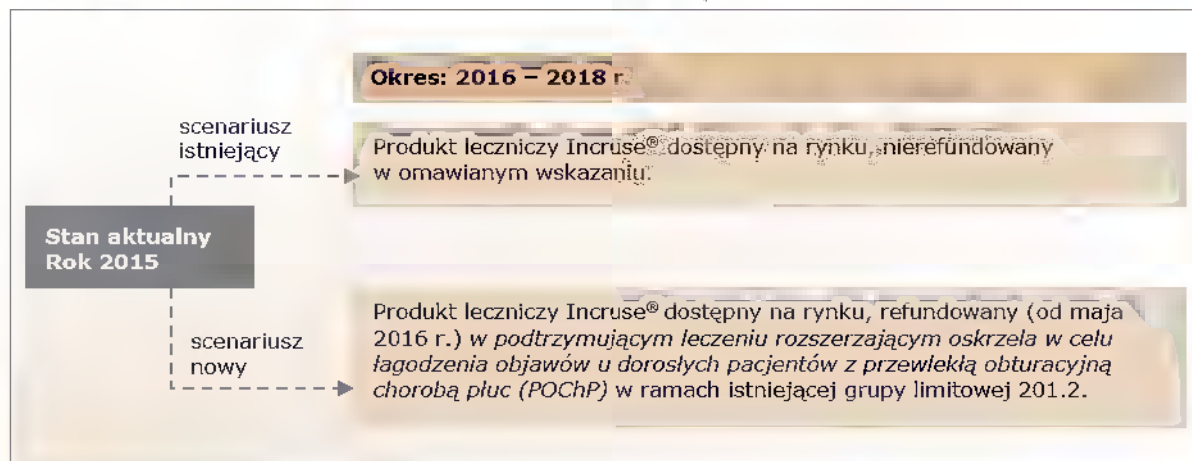 Okres: 2016 – 2018 r.
scenariusz
istniejący
Produkt leczniczy Incruse® dostępny na rynku, nierefundowany
w omawianym wskazaniu.
Stan aktualny
Rok 2015
scenariusz
nowy
Produkt leczniczy Incruse® dostępny na rynku, refundowany (od maja
2016 r.) w podtrzymującym leczeniu rozszerzającym oskrzela w celu
łagodzenia objawów u dorosłych pacjentów z przewlekłą obturacyjną
chorobą płuc (POChP) w ramach istniejącej grupy limitowej 201.2.